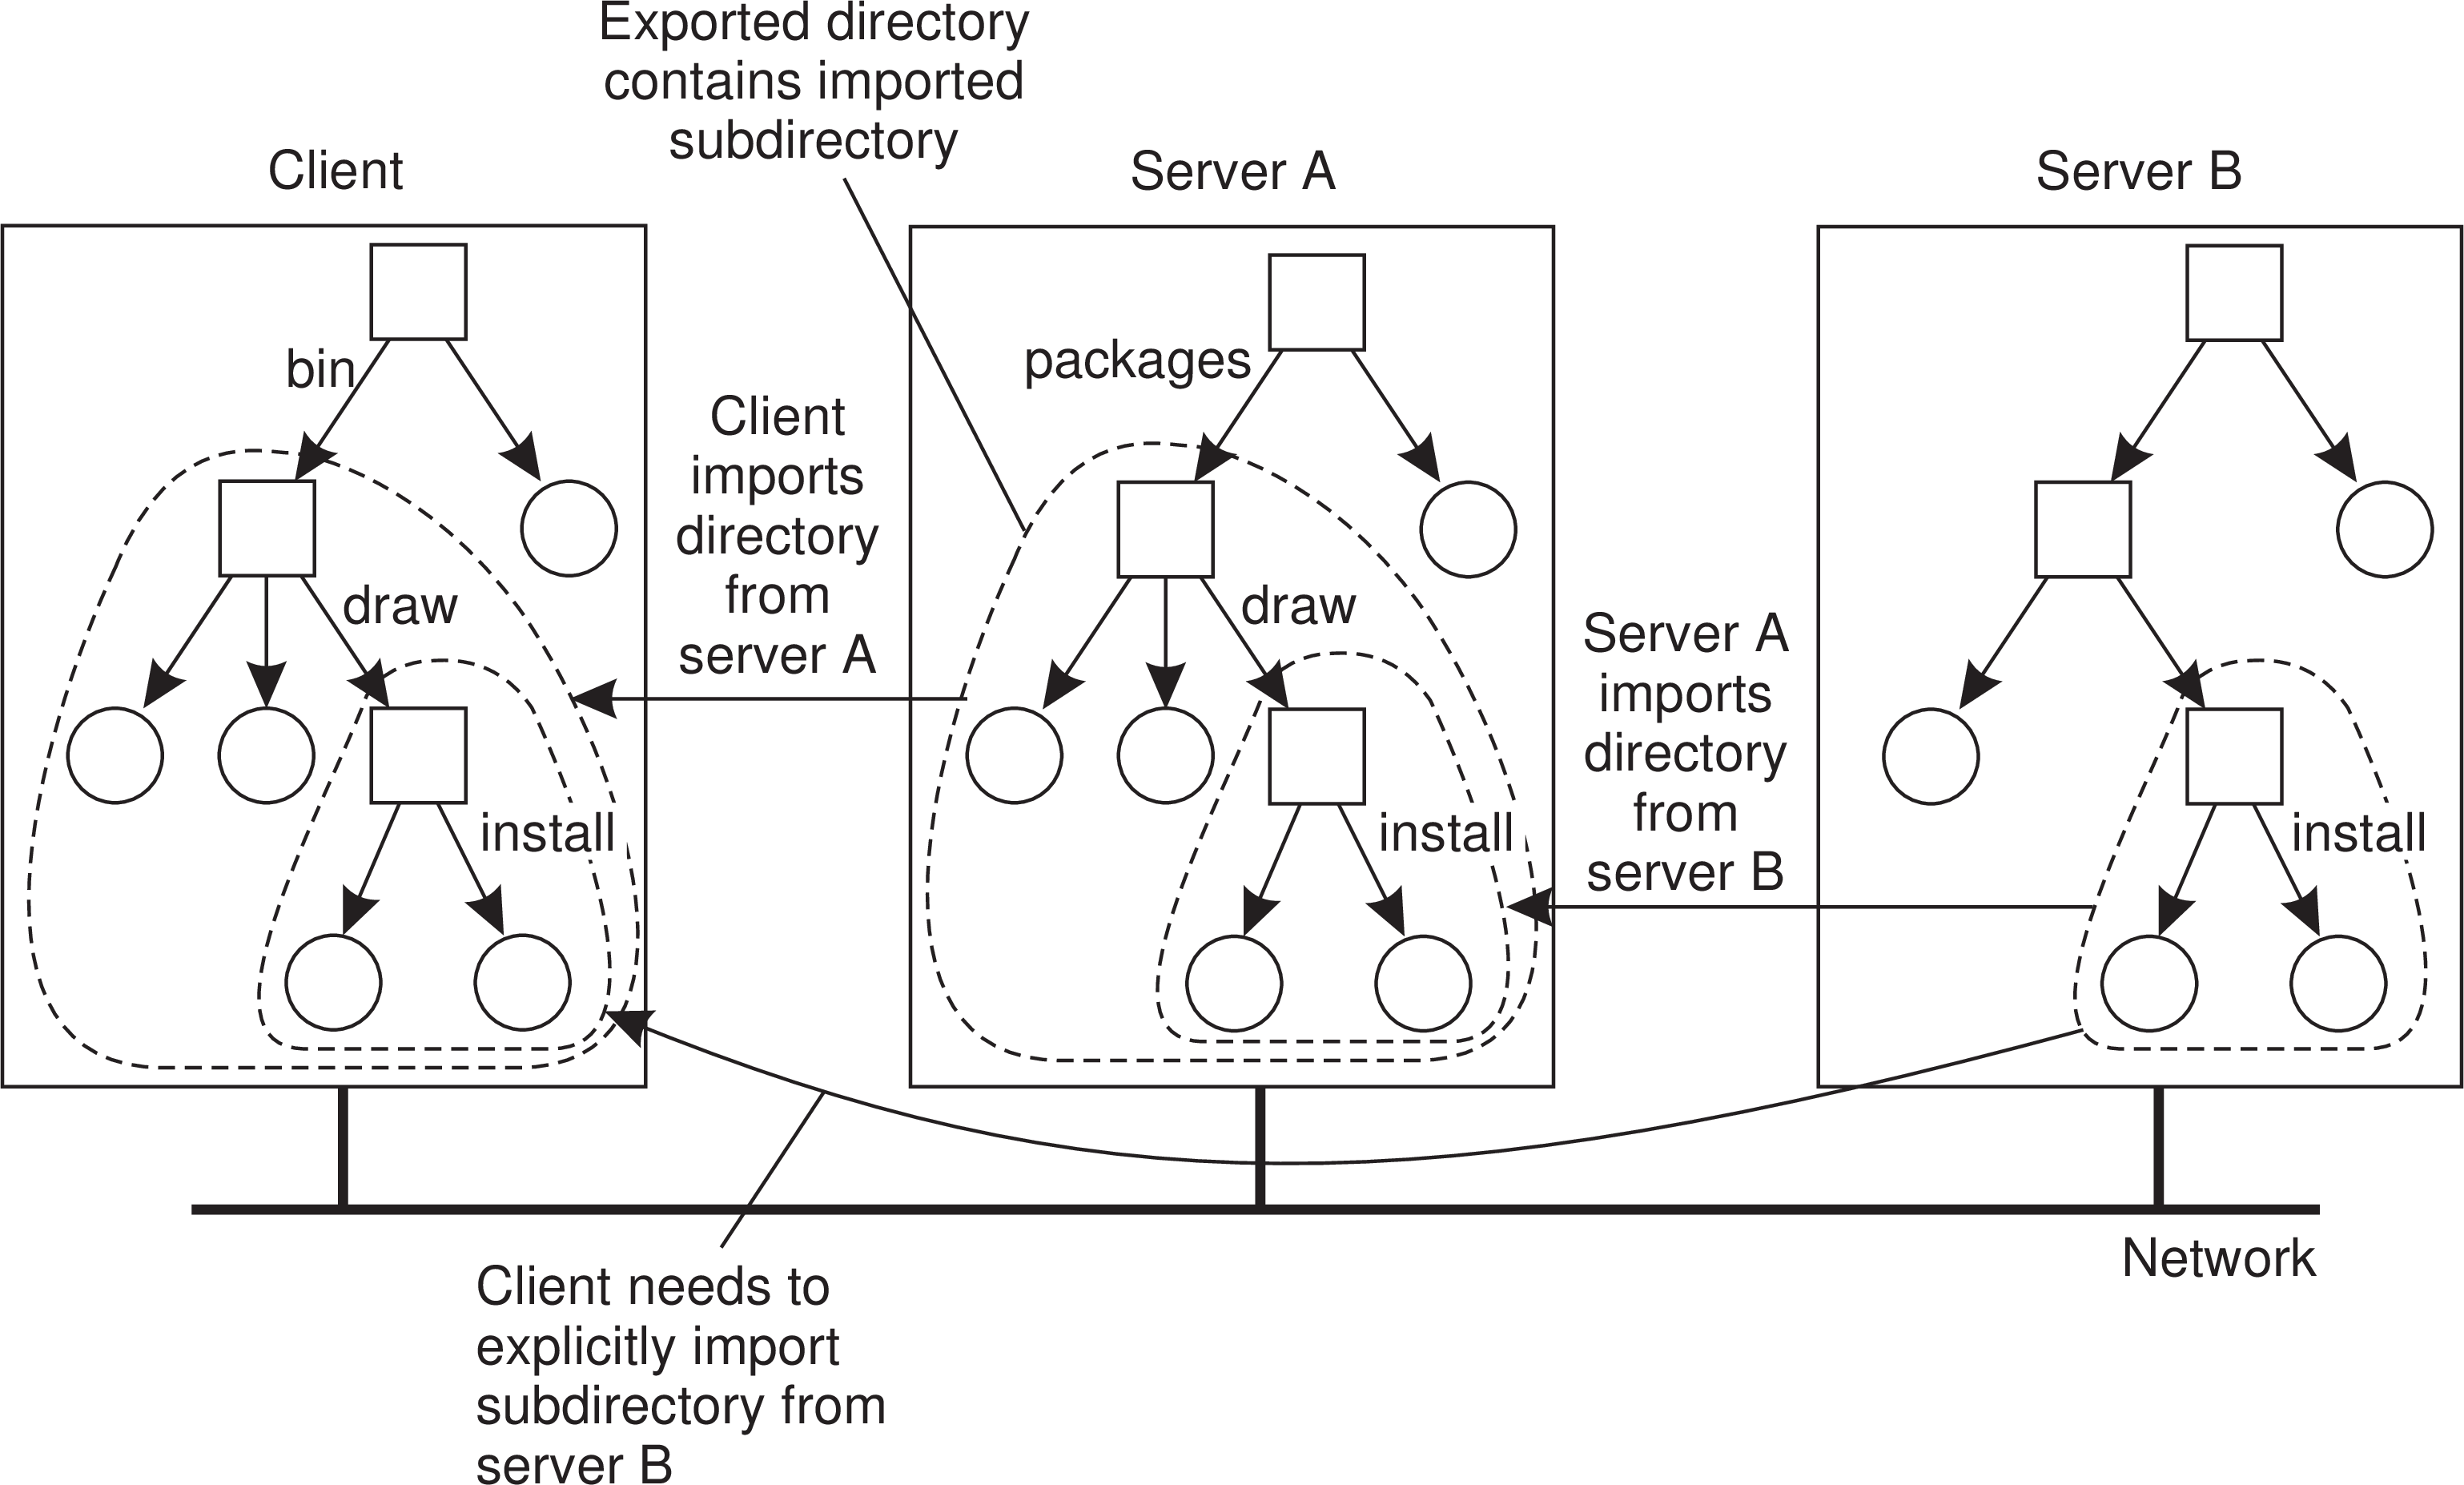 Exported directory
contains imported
subdirectory
Client
Server A
Server B
bin
packages
Client
imports
directory
from
server A
draw
draw
Server A
imports
directory
from
server B
install
install
install
Network
Client needs to
explicitly import
subdirectory from
server B